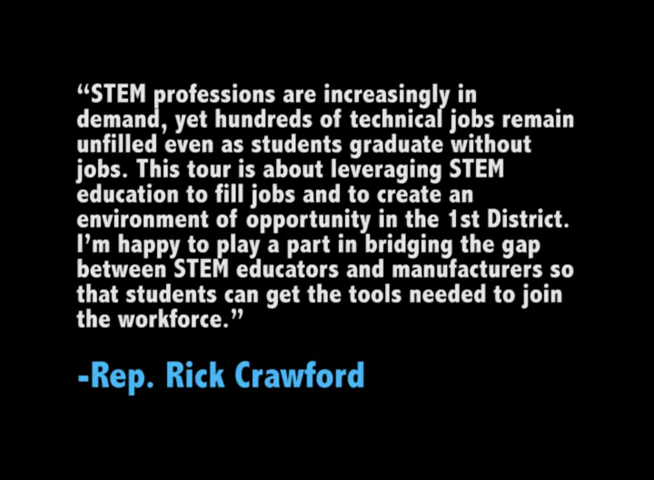 “STEM professions are increasingly in
demand, yet hundreds of technical jobs remain
unfilled even as students graduate without
jobs. This tour is about leveraging STEM
education to fill jobs and to create an
environment of opportunity in the 1st District.
I’m happy to play a part in bridging the gap
between STEM educators and manufacturers so
that students can get the tools needed to join
the workforce.”
-Rep. Rick Crawford